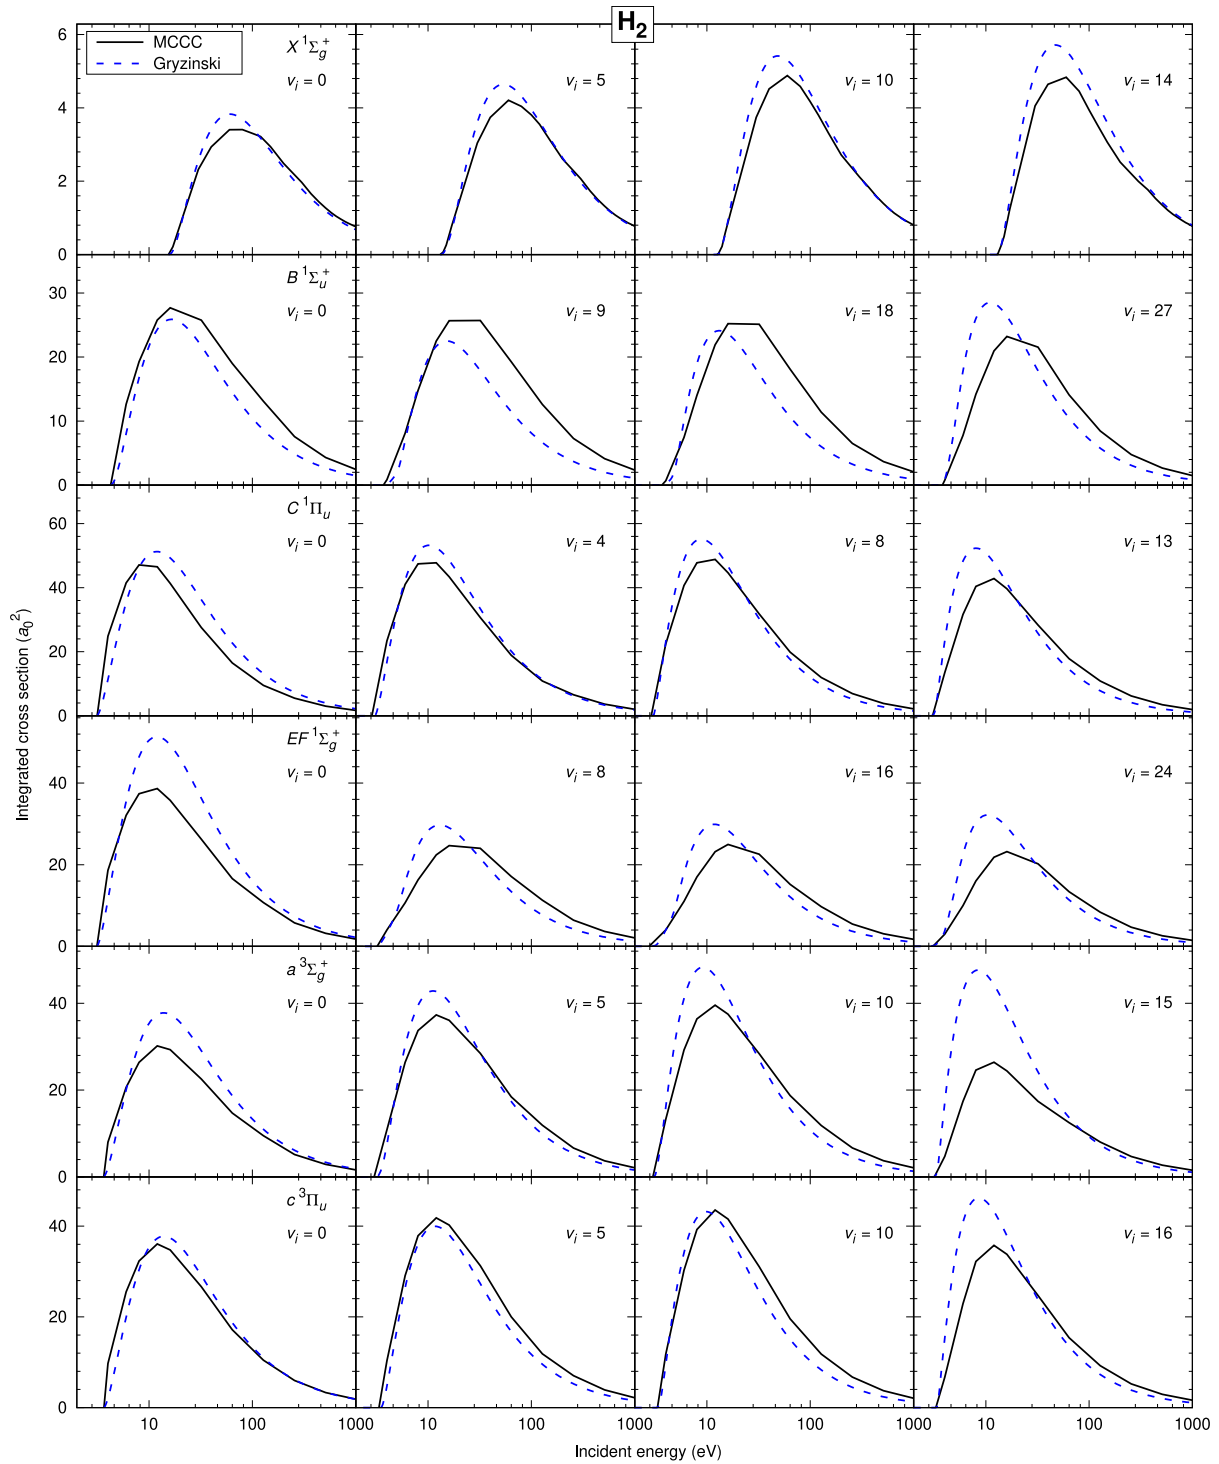 H₂
MCCC
Gryzinski
X ¹Σg⁺
vᵢ = 0
vᵢ = 5
vᵢ = 10
vᵢ = 14
6
4
2
0
B ¹Σu⁺
vᵢ = 0
vᵢ = 9
vᵢ = 18
vᵢ = 27
30
20
10
0
C ¹Πu
vᵢ = 0
vᵢ = 4
vᵢ = 8
vᵢ = 13
60
40
20
0
Integrated cross section (a₀²)
EF ¹Σg⁺
vᵢ = 0
vᵢ = 8
vᵢ = 16
vᵢ = 24
40
20
0
a ³Σg⁺
vᵢ = 0
vᵢ = 5
vᵢ = 10
vᵢ = 15
40
20
0
c ³Πu
vᵢ = 0
vᵢ = 5
vᵢ = 10
vᵢ = 16
40
20
0
10 100 1000 10 100 1000 10 100 1000 10 100 1000
Incident energy (eV)